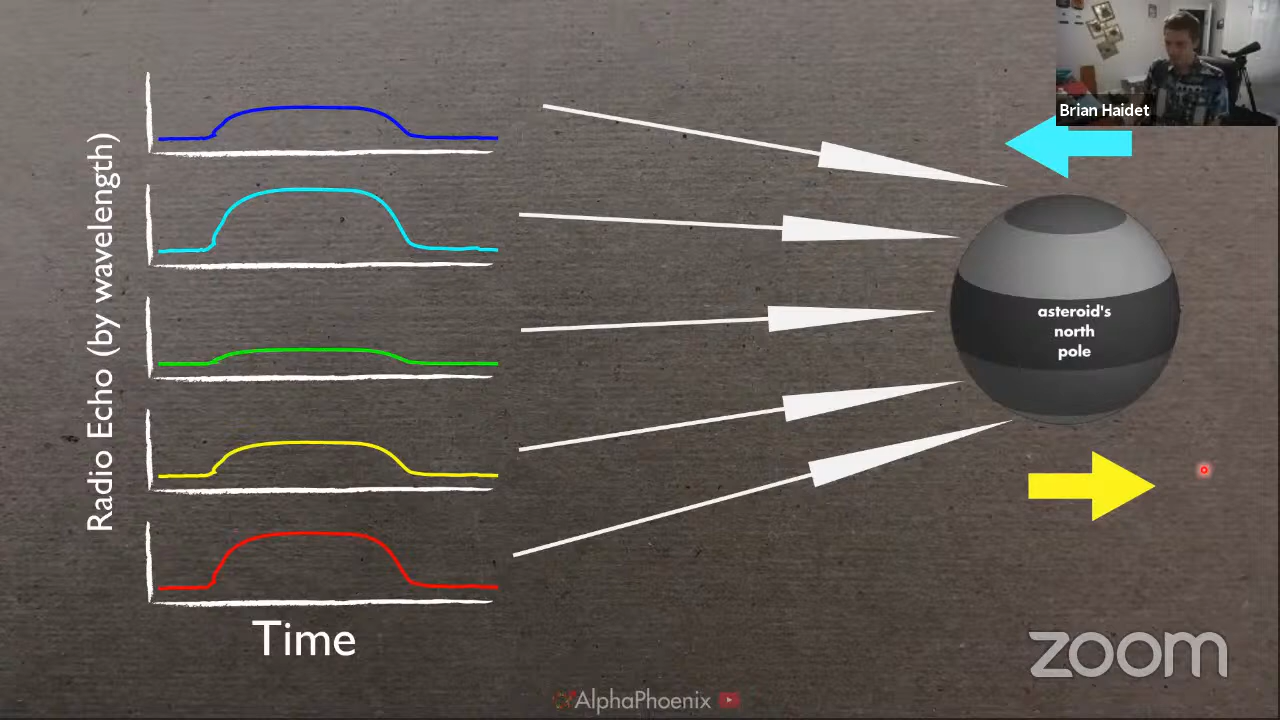 Brian Haidet
Radio Echo (by wavelength)
asteroid's
north
pole
Time
zoom
AlphaPhoenix